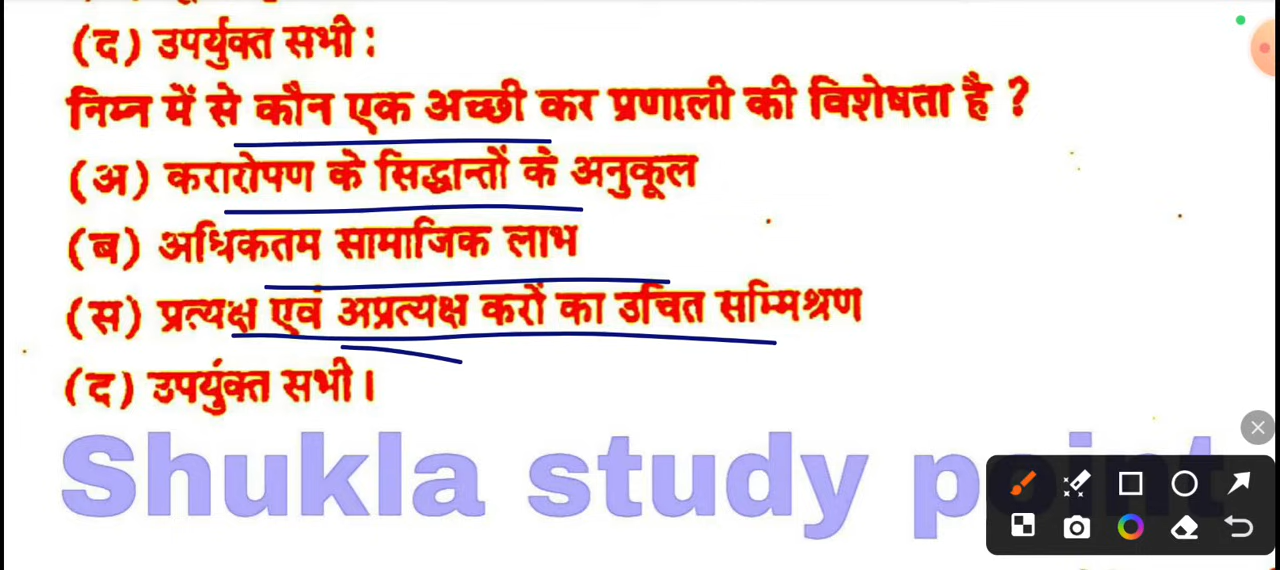 (द) उपर्युक्त सभी :
निम्न में से कौन एक अच्छी कर प्रणाली की विशेषता है ?
(अ) करारोपण के सिद्धान्तों के अनुकूल
(ब) अधिकतम सामाजिक लाभ
(स) प्रत्यक्ष एवं अप्रत्यक्ष करों का उचित सम्मिश्रण
(द) उपर्युक्त सभी।
Shukla study point